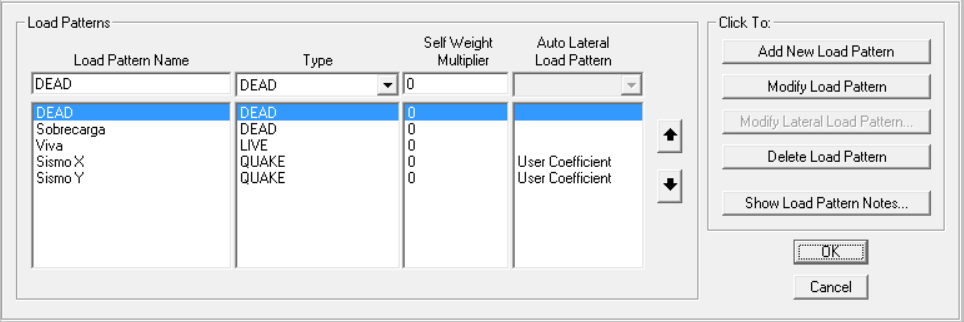 Load Patterns
Load Pattern Name Type Self Weight Multiplier Auto Lateral Load Pattern
DEAD DEAD 0
DEAD DEAD 0
Sobrecarga DEAD 0
Viva LIVE 0
Sismo X QUAKE 0 User Coefficient
Sismo Y QUAKE 0 User Coefficient
Click To:
Add New Load Pattern
Modify Load Pattern
Modify Lateral Load Pattern...
Delete Load Pattern
Show Load Pattern Notes...
OK
Cancel